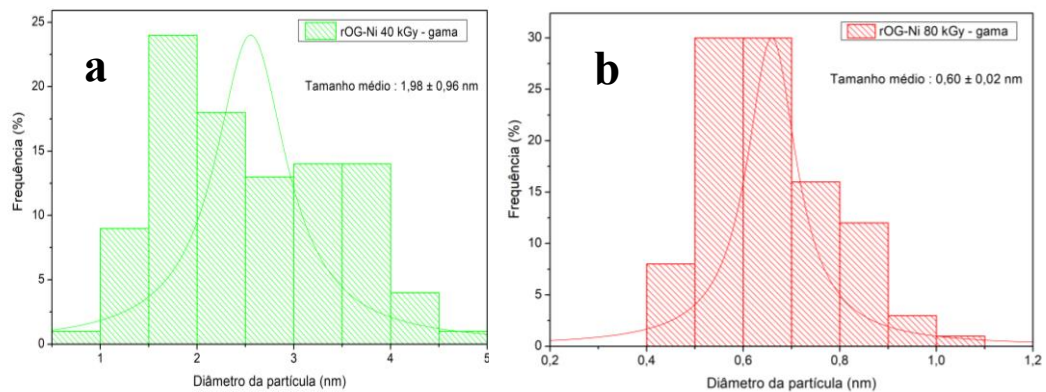 a
rOG-Ni 40 kGy - gama
Tamanho médio : 1,98 ± 0,96 nm
Frequência (%)
25
20
15
10
5
0
1 2 3 4 5
Diâmetro da partícula (nm)
b
rOG-Ni 80 kGy - gama
Tamanho médio : 0,60 ± 0,02 nm
Frequência (%)
30
25
20
15
10
5
0
0,2 0,4 0,6 0,8 1,0 1,2
Diâmetro da partícula (nm)